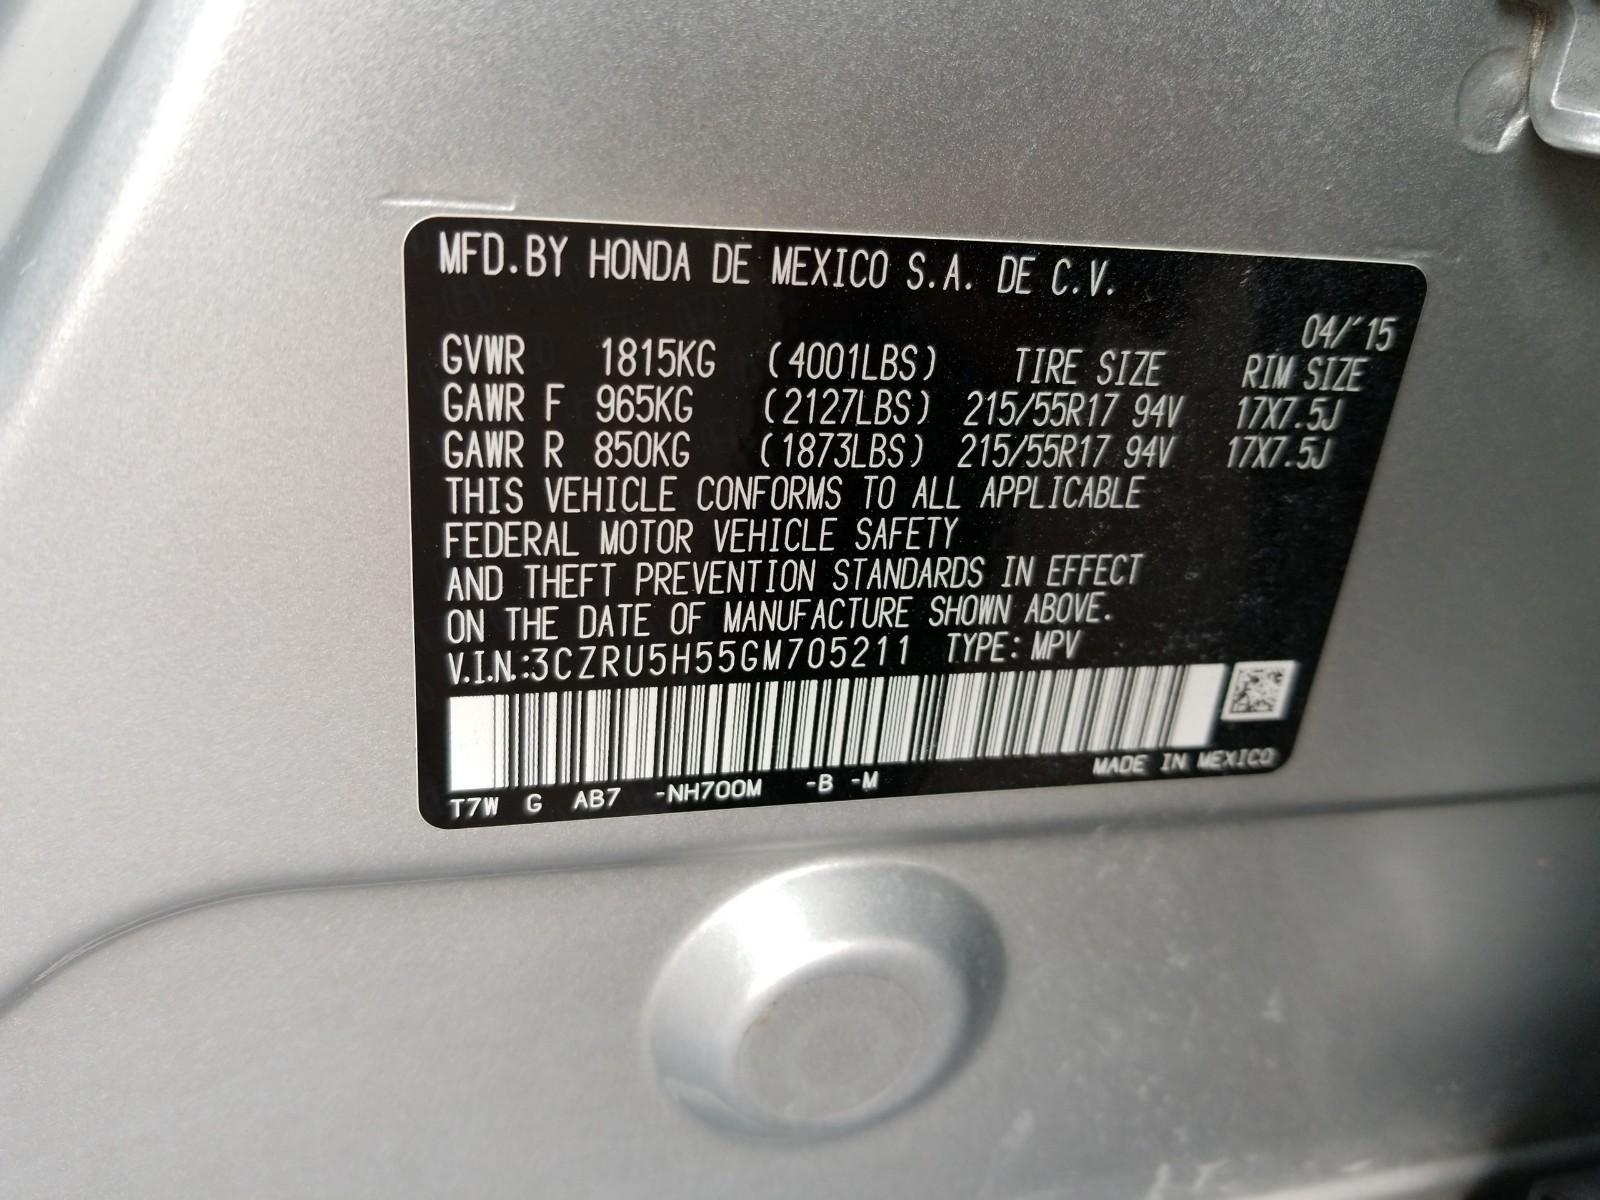 MFD.BY HONDA DE MEXICO S.A. DE C.V.
04/'15
GVWR 1815KG (4001LBS) TIRE SIZE RIM SIZE
GAWR F 965KG (2127LBS) 215/55R17 94V 17X7.5J
GAWR R 850KG (1873LBS) 215/55R17 94V 17X7.5J
THIS VEHICLE CONFORMS TO ALL APPLICABLE
FEDERAL MOTOR VEHICLE SAFETY
AND THEFT PREVENTION STANDARDS IN EFFECT
ON THE DATE OF MANUFACTURE SHOWN ABOVE.
V.I.N.:3CZRU5H55GM705211 TYPE: MPV
MADE IN MEXICO
T7W G AB7 -NH700M -B -M